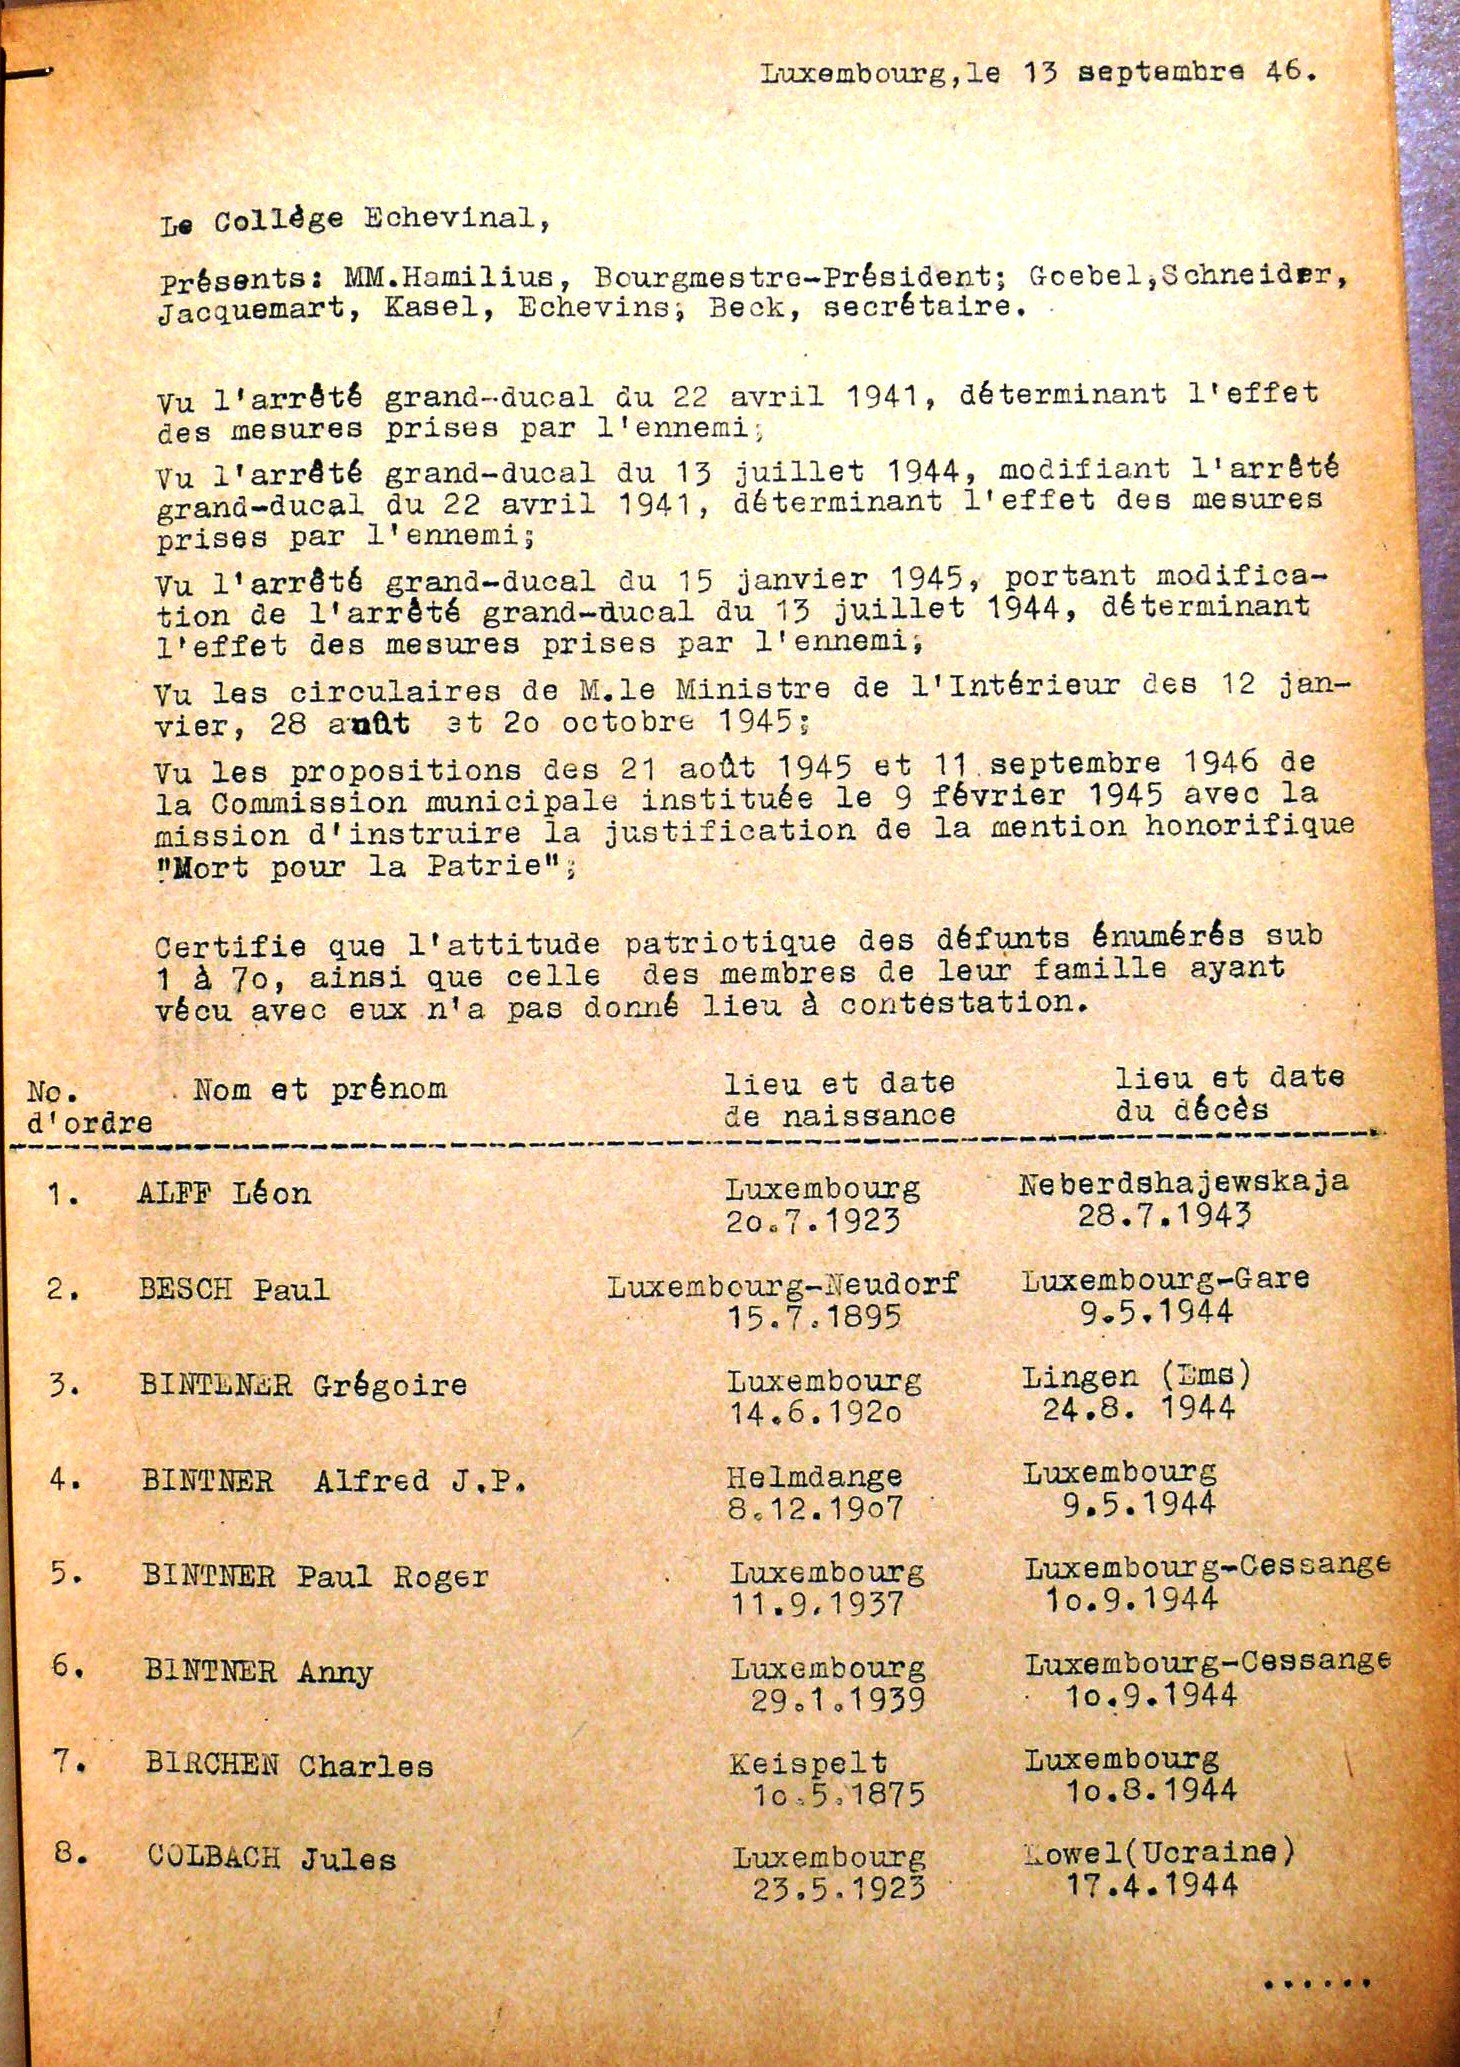 Luxembourg,le 13 septembre 46.
Le Collège Echevinal,
Présents: MM.Hamilius, Bourgmestre-Président; Goebel,Schneider,
Jacquemart, Kasel, Echevins; Beck, secrétaire.
Vu l'arrêté grand-ducal du 22 avril 1941, déterminant l'effet
des mesures prises par l'ennemi;
Vu l'arrêté grand-ducal du 13 juillet 1944, modifiant l'arrêté
grand-ducal du 22 avril 1941, déterminant l'effet des mesures
prises par l'ennemi;
Vu l'arrêté grand-ducal du 15 janvier 1945, portant modifica-
tion de l'arrêté grand-ducal du 13 juillet 1944, déterminant
l'effet des mesures prises par l'ennemi;
Vu les circulaires de M.le Ministre de l'Intérieur des 12 jan-
vier, 28 août et 2o octobre 1945;
Vu les propositions des 21 août 1945 et 11 septembre 1946 de
la Commission municipale instituée le 9 février 1945 avec la
mission d'instruire la justification de la mention honorifique
"Mort pour la Patrie";
Certifie que l'attitude patriotique des défunts énumérés sub
1 à 7o, ainsi que celle des membres de leur famille ayant
vécu avec eux n'a pas donné lieu à contestation.
No. Nom et prénom lieu et date lieu et date
d'ordre de naissance du décès
1. ALFF Léon Luxembourg Neberdshajewskaja
2o.7.1923 28.7.1943
2. BESCH Paul Luxembourg-Neudorf Luxembourg-Gare
15.7.1895 9.5.1944
3. BINTENER Grégoire Luxembourg Lingen (Ems)
14.6.192o 24.8. 1944
4. BINTNER Alfred J.P. Helmdange Luxembourg
8.12.19o7 9.5.1944
5. BINTNER Paul Roger Luxembourg Luxembourg-Cessange
11.9.1937 1o.9.1944
6. BINTNER Anny Luxembourg Luxembourg-Cessange
29.1.1939 1o.9.1944
7. BIRCHEN Charles Keispelt Luxembourg
1o.5.1875 1o.8.1944
8. COLBACH Jules Luxembourg Kowel(Ucraine)
23.5.1923 17.4.1944
......